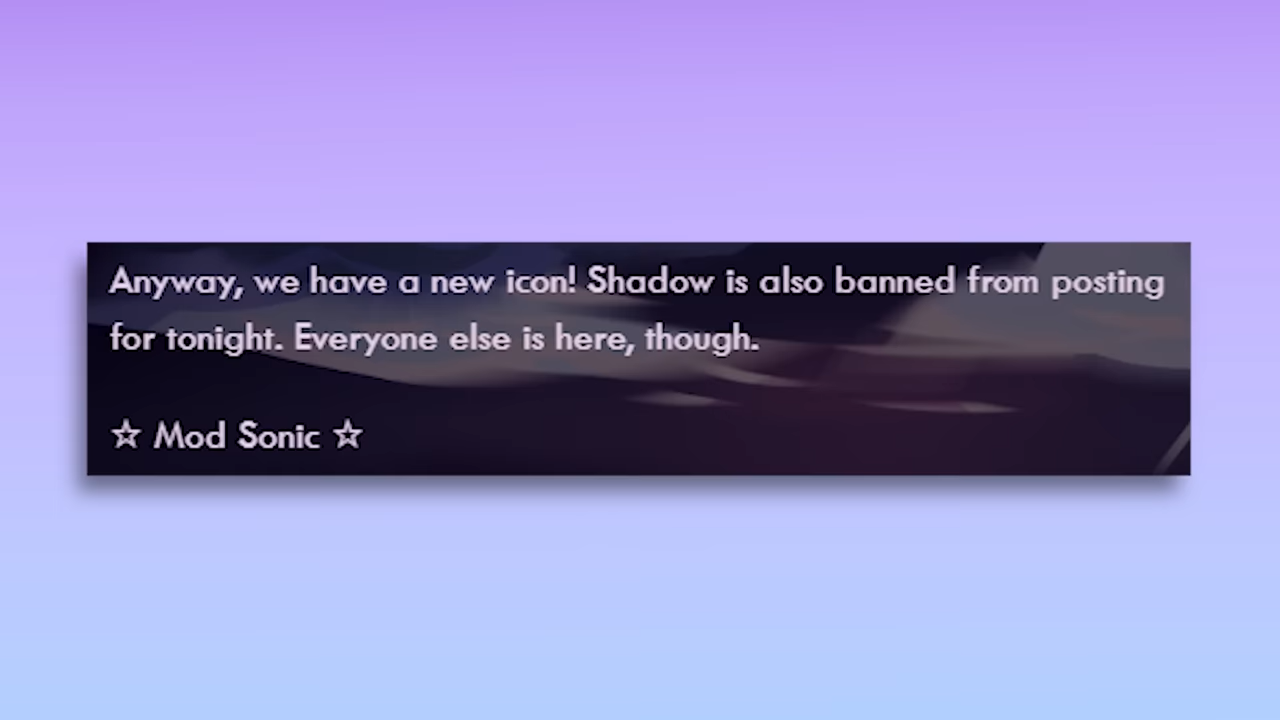 Anyway, we have a new icon! Shadow is also banned from posting
for tonight. Everyone else is here, though.
☆ Mod Sonic ☆